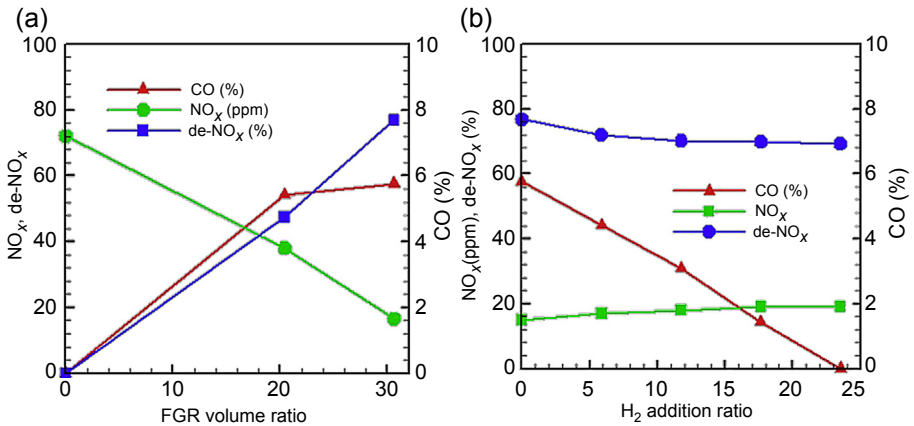 (a)
100
80
60
40
20
0
NOx, de-NOx
CO (%)
NOx (ppm)
de-NOx (%)
10
8
6
4
2
0
CO (%)
0 10 20 30
FGR volume ratio
(b)
100
80
60
40
20
0
NOx(ppm), de-NOx (%)
CO (%)
NOx
de-NOx
10
8
6
4
2
0
CO (%)
0 5 10 15 20 25
H2 addition ratio